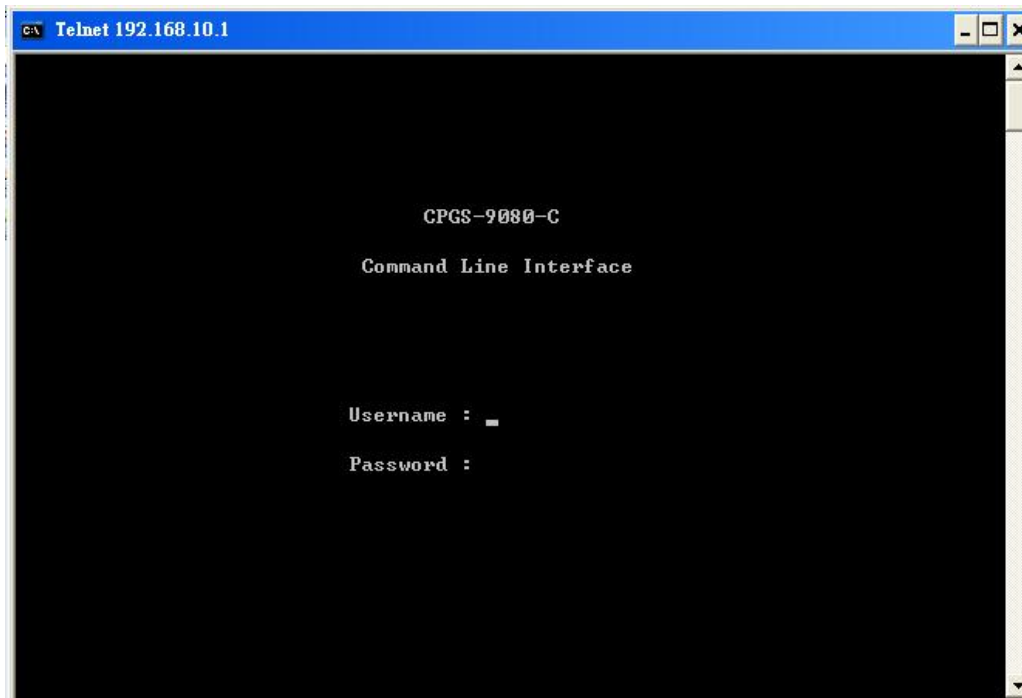 Telnet 192.168.10.1
CPGS-9080-C
Command Line Interface
Username :
Password :